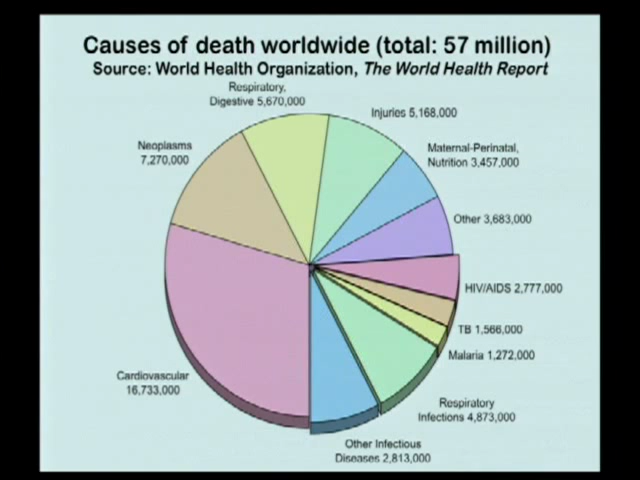 Causes of death worldwide (total: 57 million)
Source: World Health Organization, The World Health Report
Respiratory,
Digestive 5,670,000
Injuries 5,168,000
Neoplasms
7,270,000
Maternal-Perinatal,
Nutrition 3,457,000
Other 3,683,000
HIV/AIDS 2,777,000
TB 1,566,000
Malaria 1,272,000
Cardiovascular
16,733,000
Respiratory
Infections 4,873,000
Other Infectious
Diseases 2,813,000